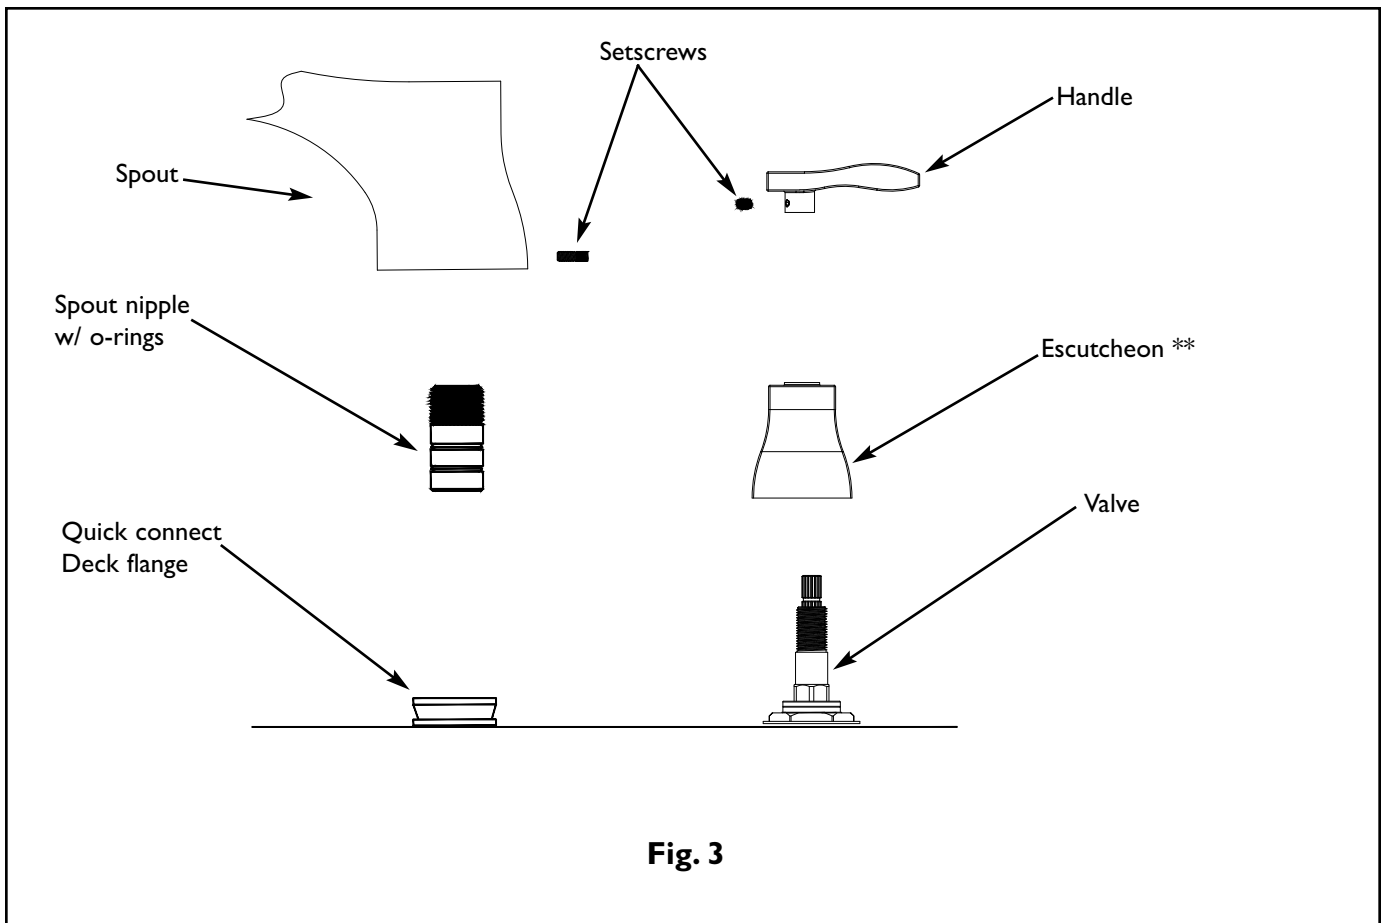 Setscrews
Handle
Spout
Spout nipple
w/ o-rings
Escutcheon **
Valve
Quick connect
Deck flange
Fig. 3